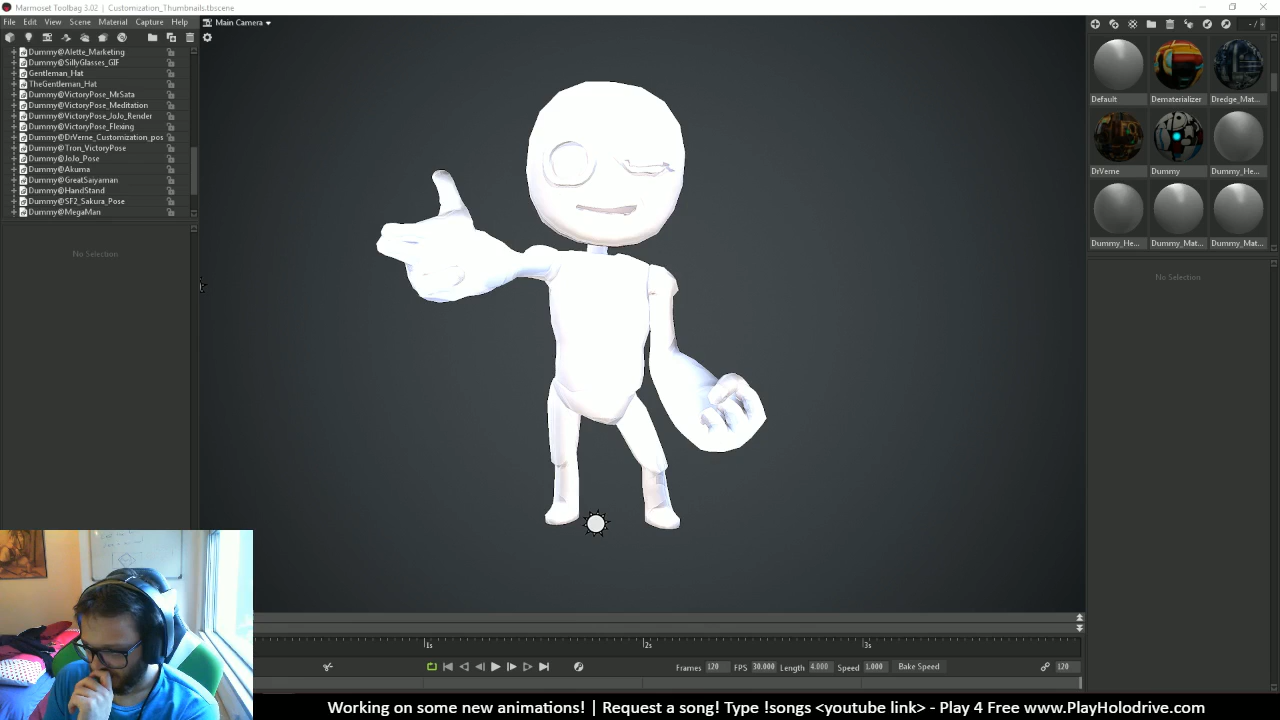 Marmoset Toolbag 3.02 | Customization_Thumbnails.tbscene
File Edit View Scene Material Capture Help
Main Camera
Dummy@Alette_Marketing
Dummy@SillyGlasses_GIF
Gentleman_Hat
TheGentleman_Hat
Dummy@VictoryPose_MrSata
Dummy@VictoryPose_Meditation
Dummy@VictoryPose_JoJo_Render
Dummy@VictoryPose_Flexing
Dummy@DrVerne_Customization_pos
Dummy@Tron_VictoryPose
Dummy@JoJo_Pose
Dummy@Akuma
Dummy@GreatSaiyaman
Dummy@HandStand
Dummy@SF2_Sakura_Pose
Dummy@MegaMan
No Selection
Default Dematerializer Dredge_Mat...
DrVerne Dummy Dummy_He...
Dummy_He... Dummy_Mat... Dummy_Mat...
No Selection
1s 2s 3s
Frames 120 FPS 30.000 Length 4.000 Speed 1.000 Bake Speed 120
Working on some new animations! | Request a song! Type !songs <youtube link> - Play 4 Free www.PlayHolodrive.com